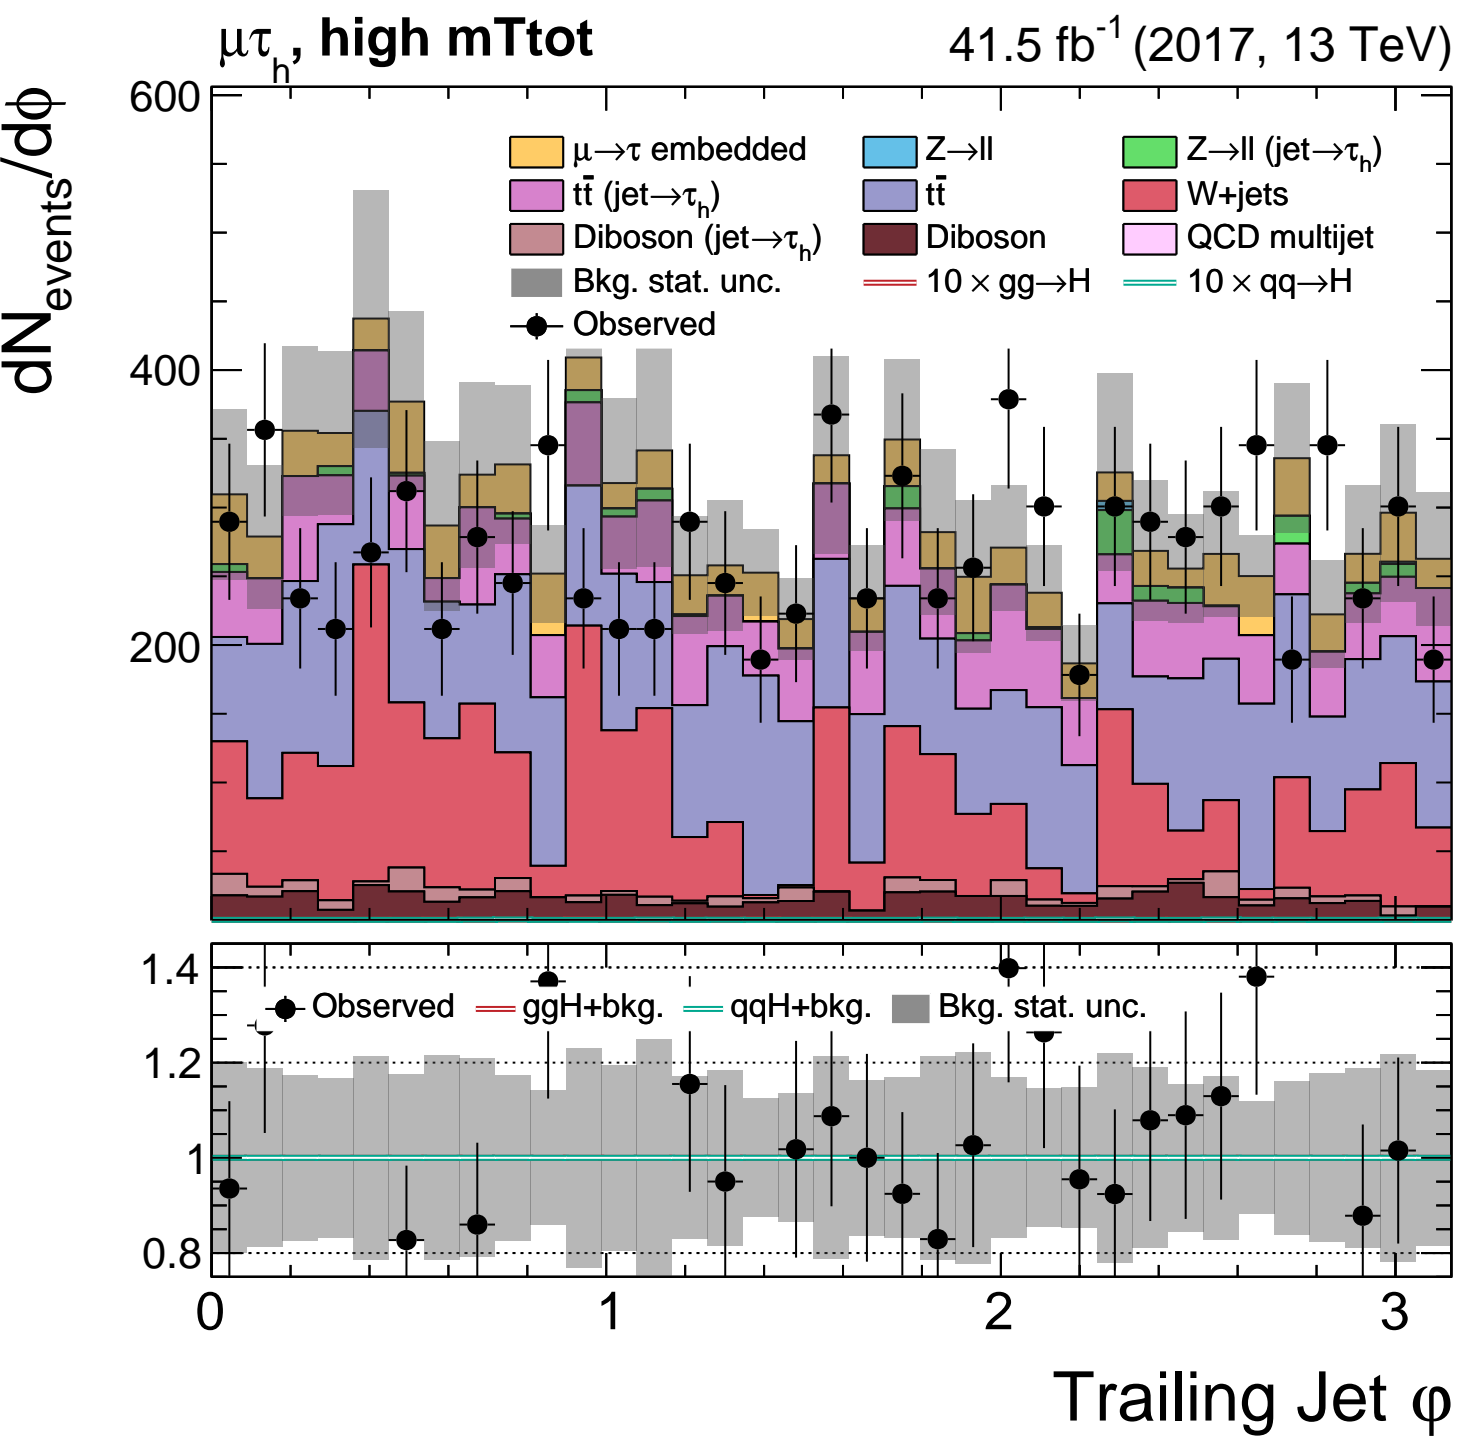 μτh, high mTtot 41.5 fb-1 (2017, 13 TeV)
dNevents/dϕ
600
400
200
μ→τ embedded Z→ll Z→ll (jet→τh)
tt̄ (jet→τh) tt̄ W+jets
Diboson (jet→τh) Diboson QCD multijet
Bkg. stat. unc. 10 × gg→H 10 × qq→H
Observed
1.4
1.2
1
0.8
Observed ggH+bkg. qqH+bkg. Bkg. stat. unc.
0 1 2 3
Trailing Jet φ